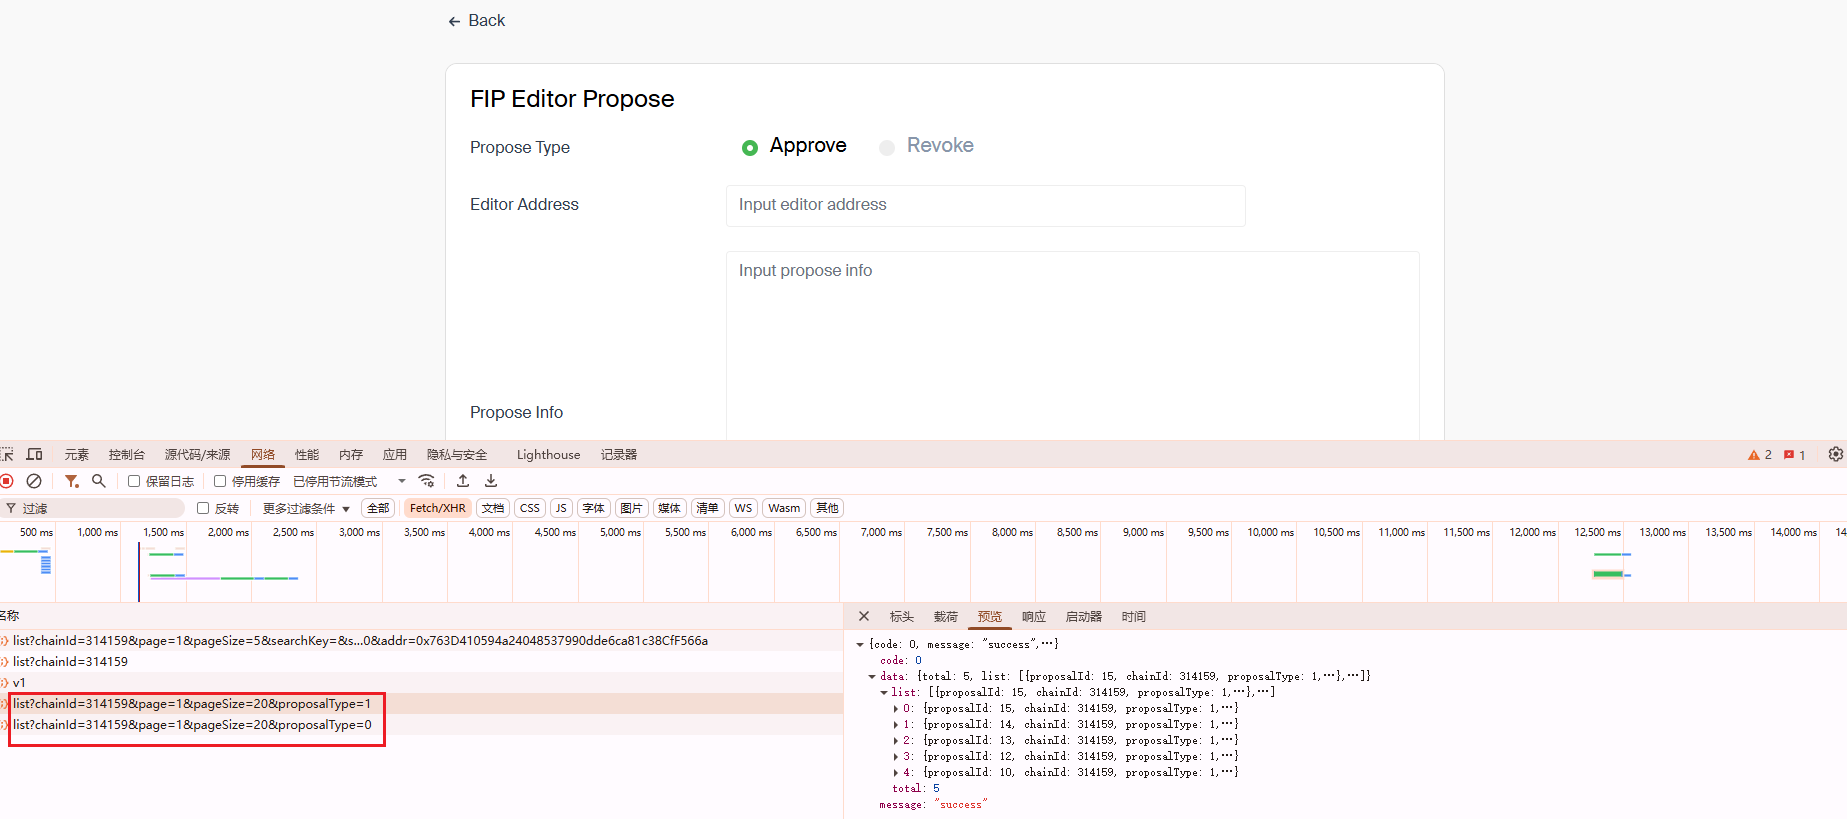 ← Back
FIP Editor Propose
Propose Type Approve Revoke
Editor Address Input editor address
Input propose info
Propose Info
元素 控制台 源代码/来源 网络 性能 内存 应用 隐私与安全 Lighthouse 记录器 2 1
保留日志 停用缓存 已停用节流模式
过滤 反转 更多过滤条件 全部 Fetch/XHR 文档 CSS JS 字体 图片 媒体 清单 WS Wasm 其他
500 ms 1,000 ms 1,500 ms 2,000 ms 2,500 ms 3,000 ms 3,500 ms 4,000 ms 4,500 ms 5,000 ms 5,500 ms 6,000 ms 6,500 ms 7,000 ms 7,500 ms 8,000 ms 8,500 ms 9,000 ms 9,500 ms 10,000 ms 10,500 ms 11,000 ms 11,500 ms 12,000 ms 12,500 ms 13,000 ms 13,500 ms 14,000 ms 14
名称
list?chainId=314159&page=1&pageSize=5&searchKey=&s...0&addr=0x763D410594a24048537990dde6ca81c38CfF566a
list?chainId=314159
v1
list?chainId=314159&page=1&pageSize=20&proposalType=1
list?chainId=314159&page=1&pageSize=20&proposalType=0
标头 载荷 预览 响应 启动器 时间
{code: 0, message: "success",…}
code: 0
data: {total: 5, list: [{proposalId: 15, chainId: 314159, proposalType: 1,…},…]}
list: [{proposalId: 15, chainId: 314159, proposalType: 1,…},…]
0: {proposalId: 15, chainId: 314159, proposalType: 1,…}
1: {proposalId: 14, chainId: 314159, proposalType: 1,…}
2: {proposalId: 13, chainId: 314159, proposalType: 1,…}
3: {proposalId: 12, chainId: 314159, proposalType: 1,…}
4: {proposalId: 10, chainId: 314159, proposalType: 1,…}
total: 5
message: "success"